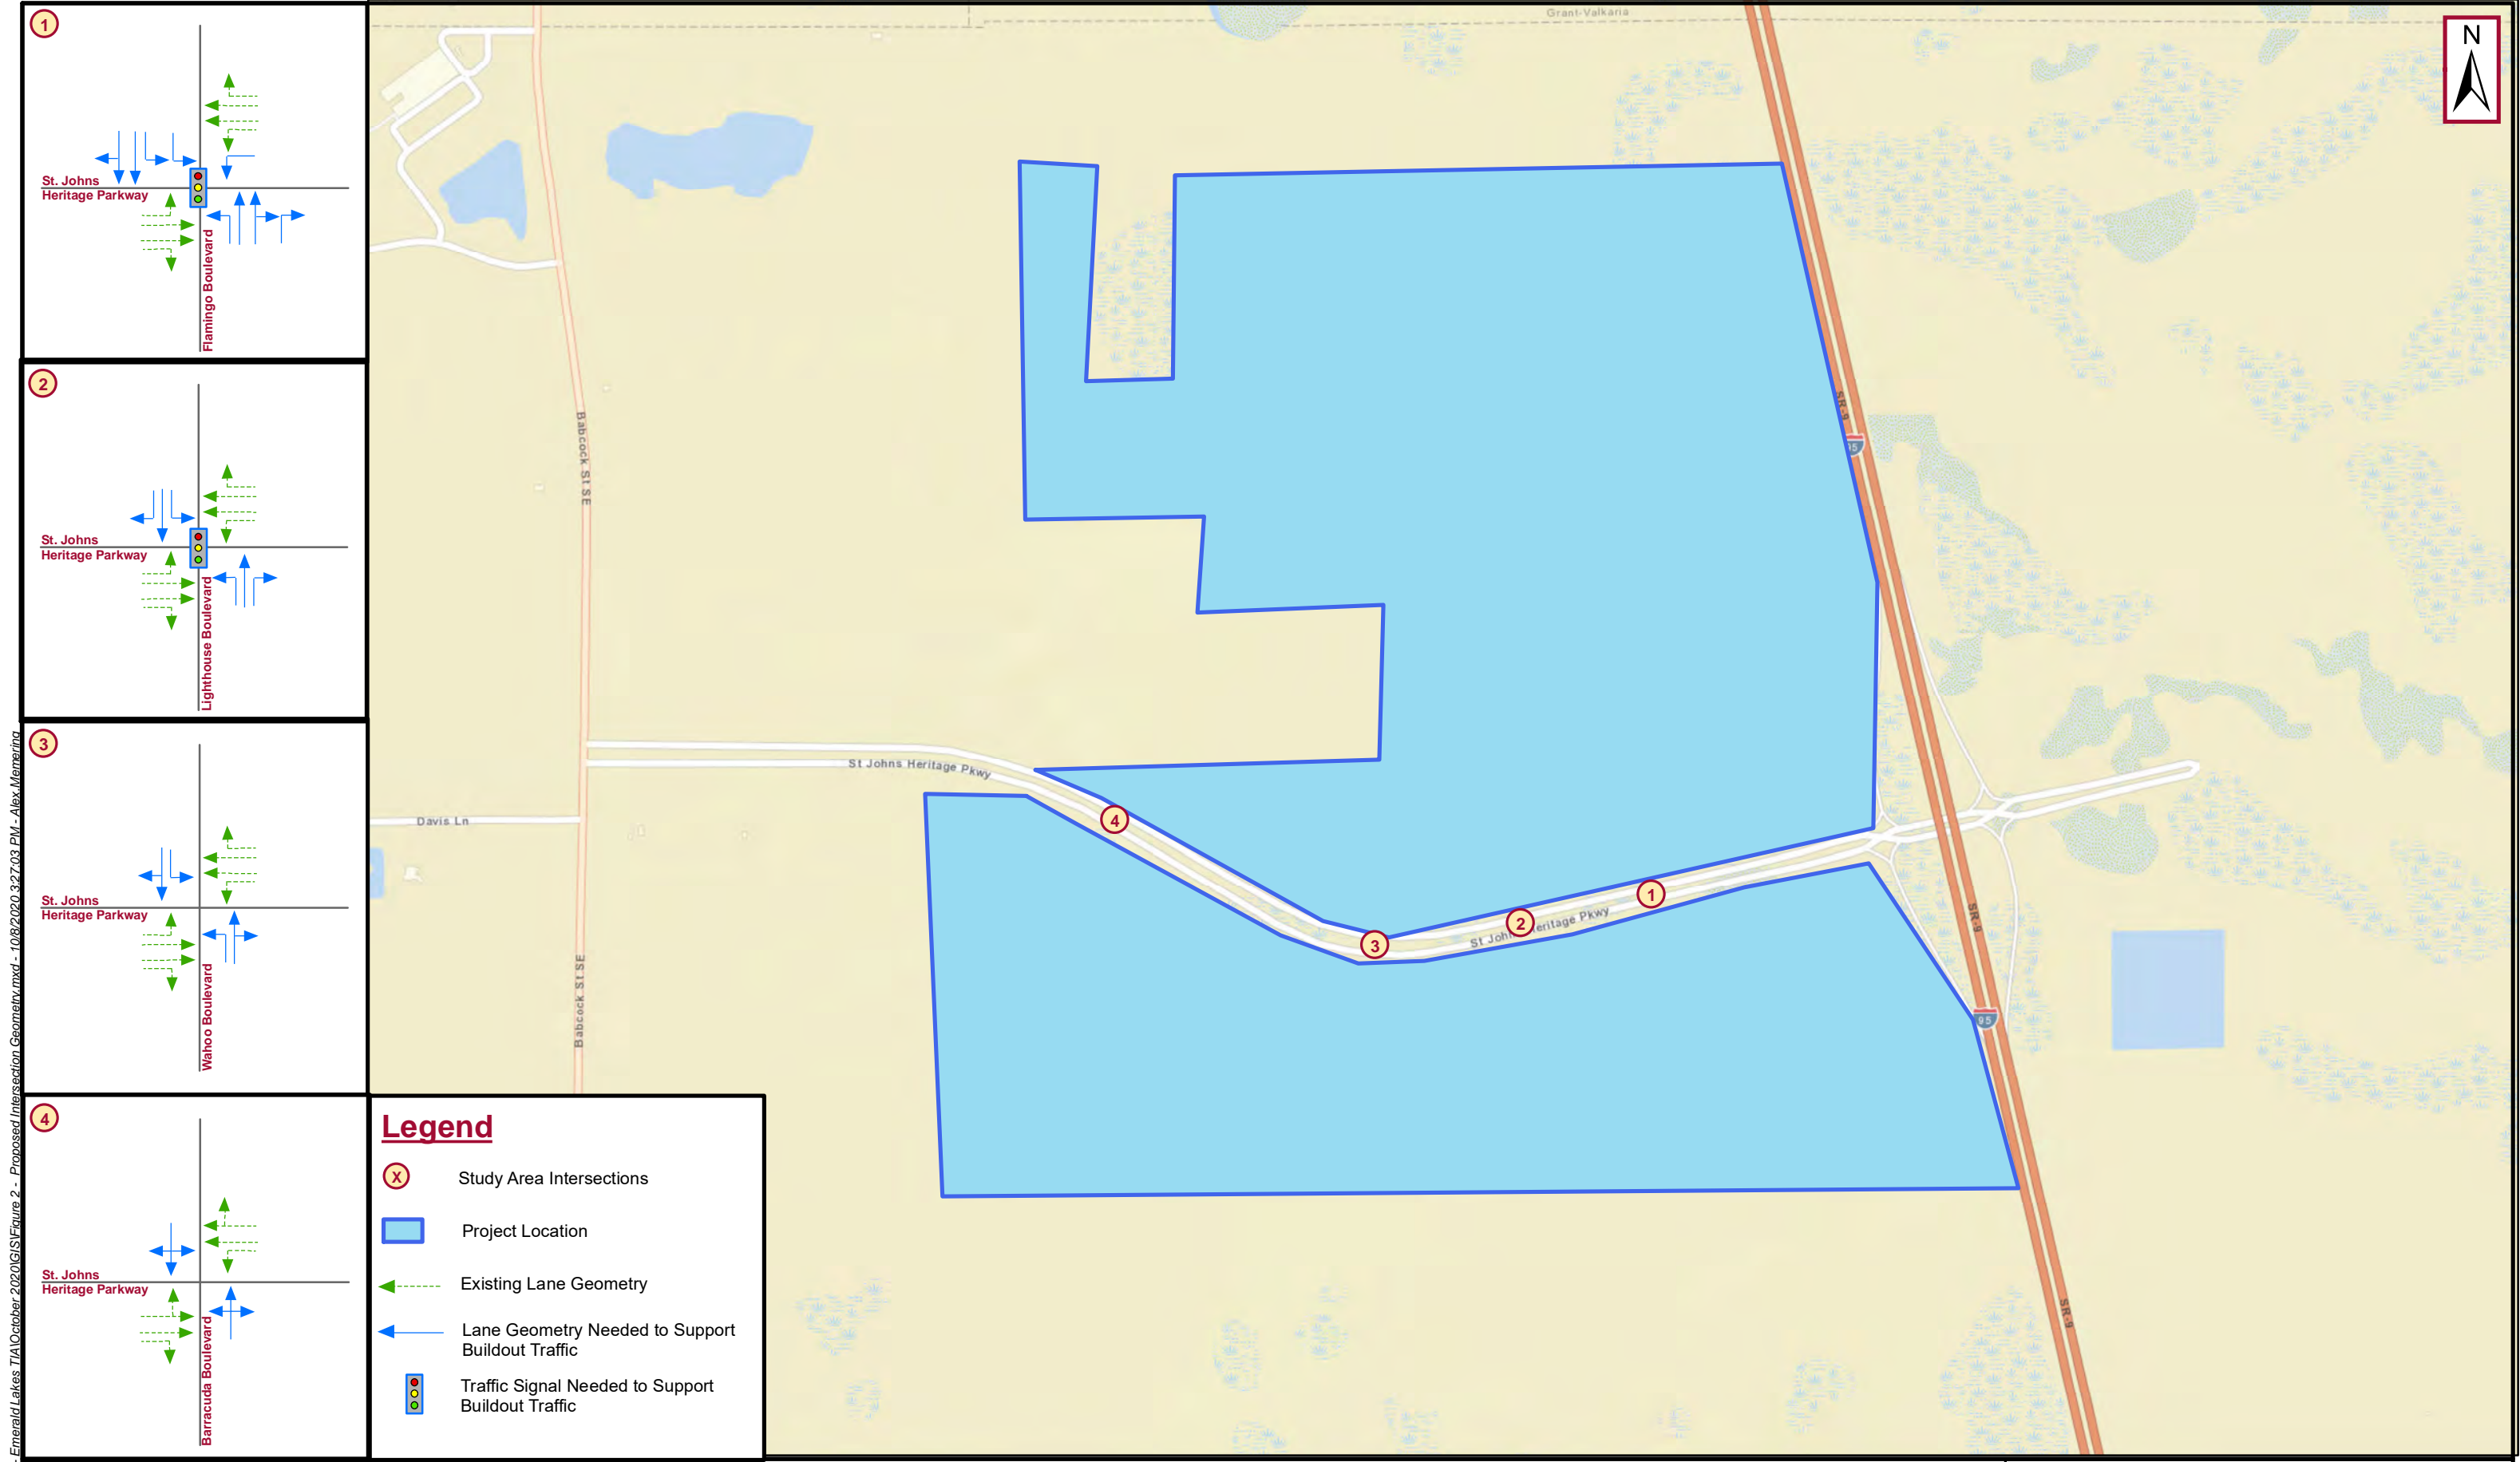 1
St. Johns
Heritage Parkway
Flamingo Boulevard
2
St. Johns
Heritage Parkway
Lighthouse Boulevard
3
St. Johns
Heritage Parkway
Wahoo Boulevard
4
St. Johns
Heritage Parkway
Barracuda Boulevard
- Emerald Lakes TIA\October 2020\GIS\Figure 2 - Proposed Intersection Geometry.mxd - 10/8/2020 3:27:03 PM - Alex.Memering
Grant-Valkaria
N
Babcock St SE
SR-9
95
St Johns Heritage Pkwy
Davis Ln
4
1
2
3
St Johns Heritage Pkwy
SR-9
95
Babcock St SE
SR-9
Legend
X Study Area Intersections
Project Location
Existing Lane Geometry
Lane Geometry Needed to Support
Buildout Traffic
Traffic Signal Needed to Support
Buildout Traffic